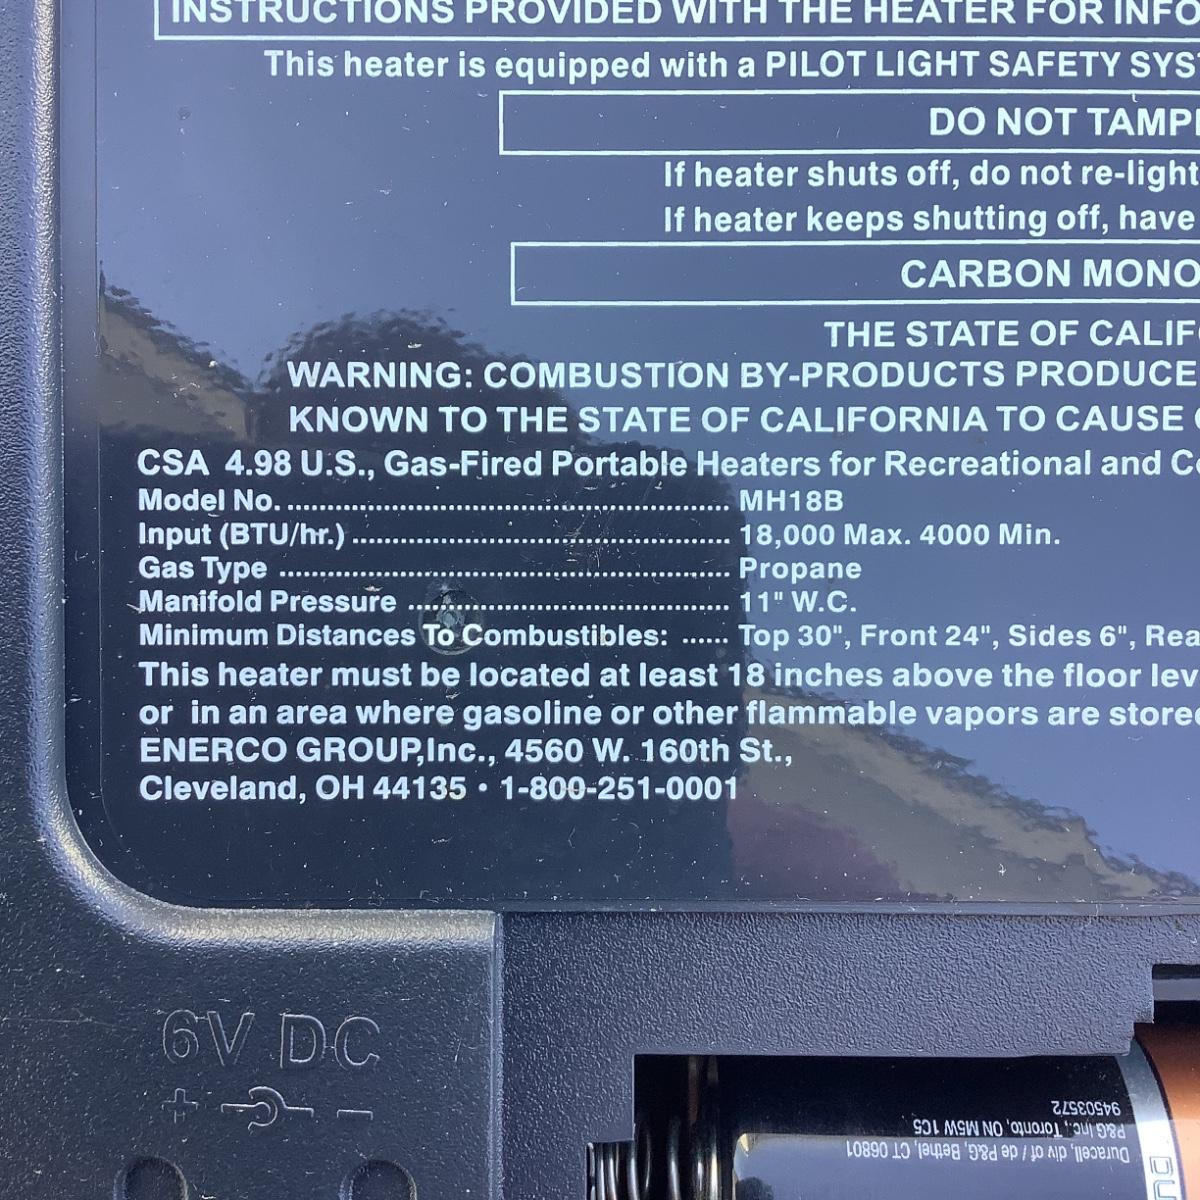 INSTRUCTIONS PROVIDED WITH THE HEATER FOR INFO
This heater is equipped with a PILOT LIGHT SAFETY SYS
DO NOT TAMP
If heater shuts off, do not re-light
If heater keeps shutting off, have
CARBON MONO
THE STATE OF CALIF
WARNING: COMBUSTION BY-PRODUCTS PRODUCE
KNOWN TO THE STATE OF CALIFORNIA TO CAUSE
CSA 4.98 U.S., Gas-Fired Portable Heaters for Recreational and Co
Model No. ........ MH18B
Input (BTU/hr.) ........ 18,000 Max. 4000 Min.
Gas Type ........ Propane
Manifold Pressure ........ 11" W.C.
Minimum Distances To Combustibles: ...... Top 30", Front 24", Sides 6", Rea
This heater must be located at least 18 inches above the floor lev
or in an area where gasoline or other flammable vapors are store
ENERCO GROUP,Inc., 4560 W. 160th St.,
Cleveland, OH 44135 • 1-800-251-0001
6V DC
+ -
Duracell, div of / de P&G, Bethel, CT 06801
P&G Inc., Toronto, ON M5W 1C5
94503572
DU